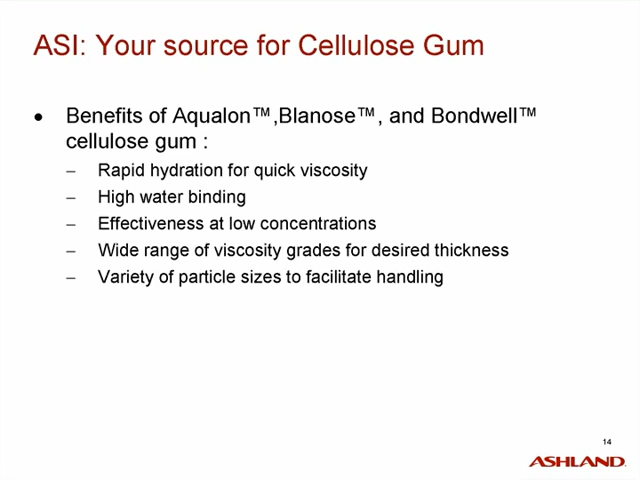 ASI: Your source for Cellulose Gum
• Benefits of Aqualon™,Blanose™, and Bondwell™
cellulose gum :
– Rapid hydration for quick viscosity
– High water binding
– Effectiveness at low concentrations
– Wide range of viscosity grades for desired thickness
– Variety of particle sizes to facilitate handling
14
ASHLAND